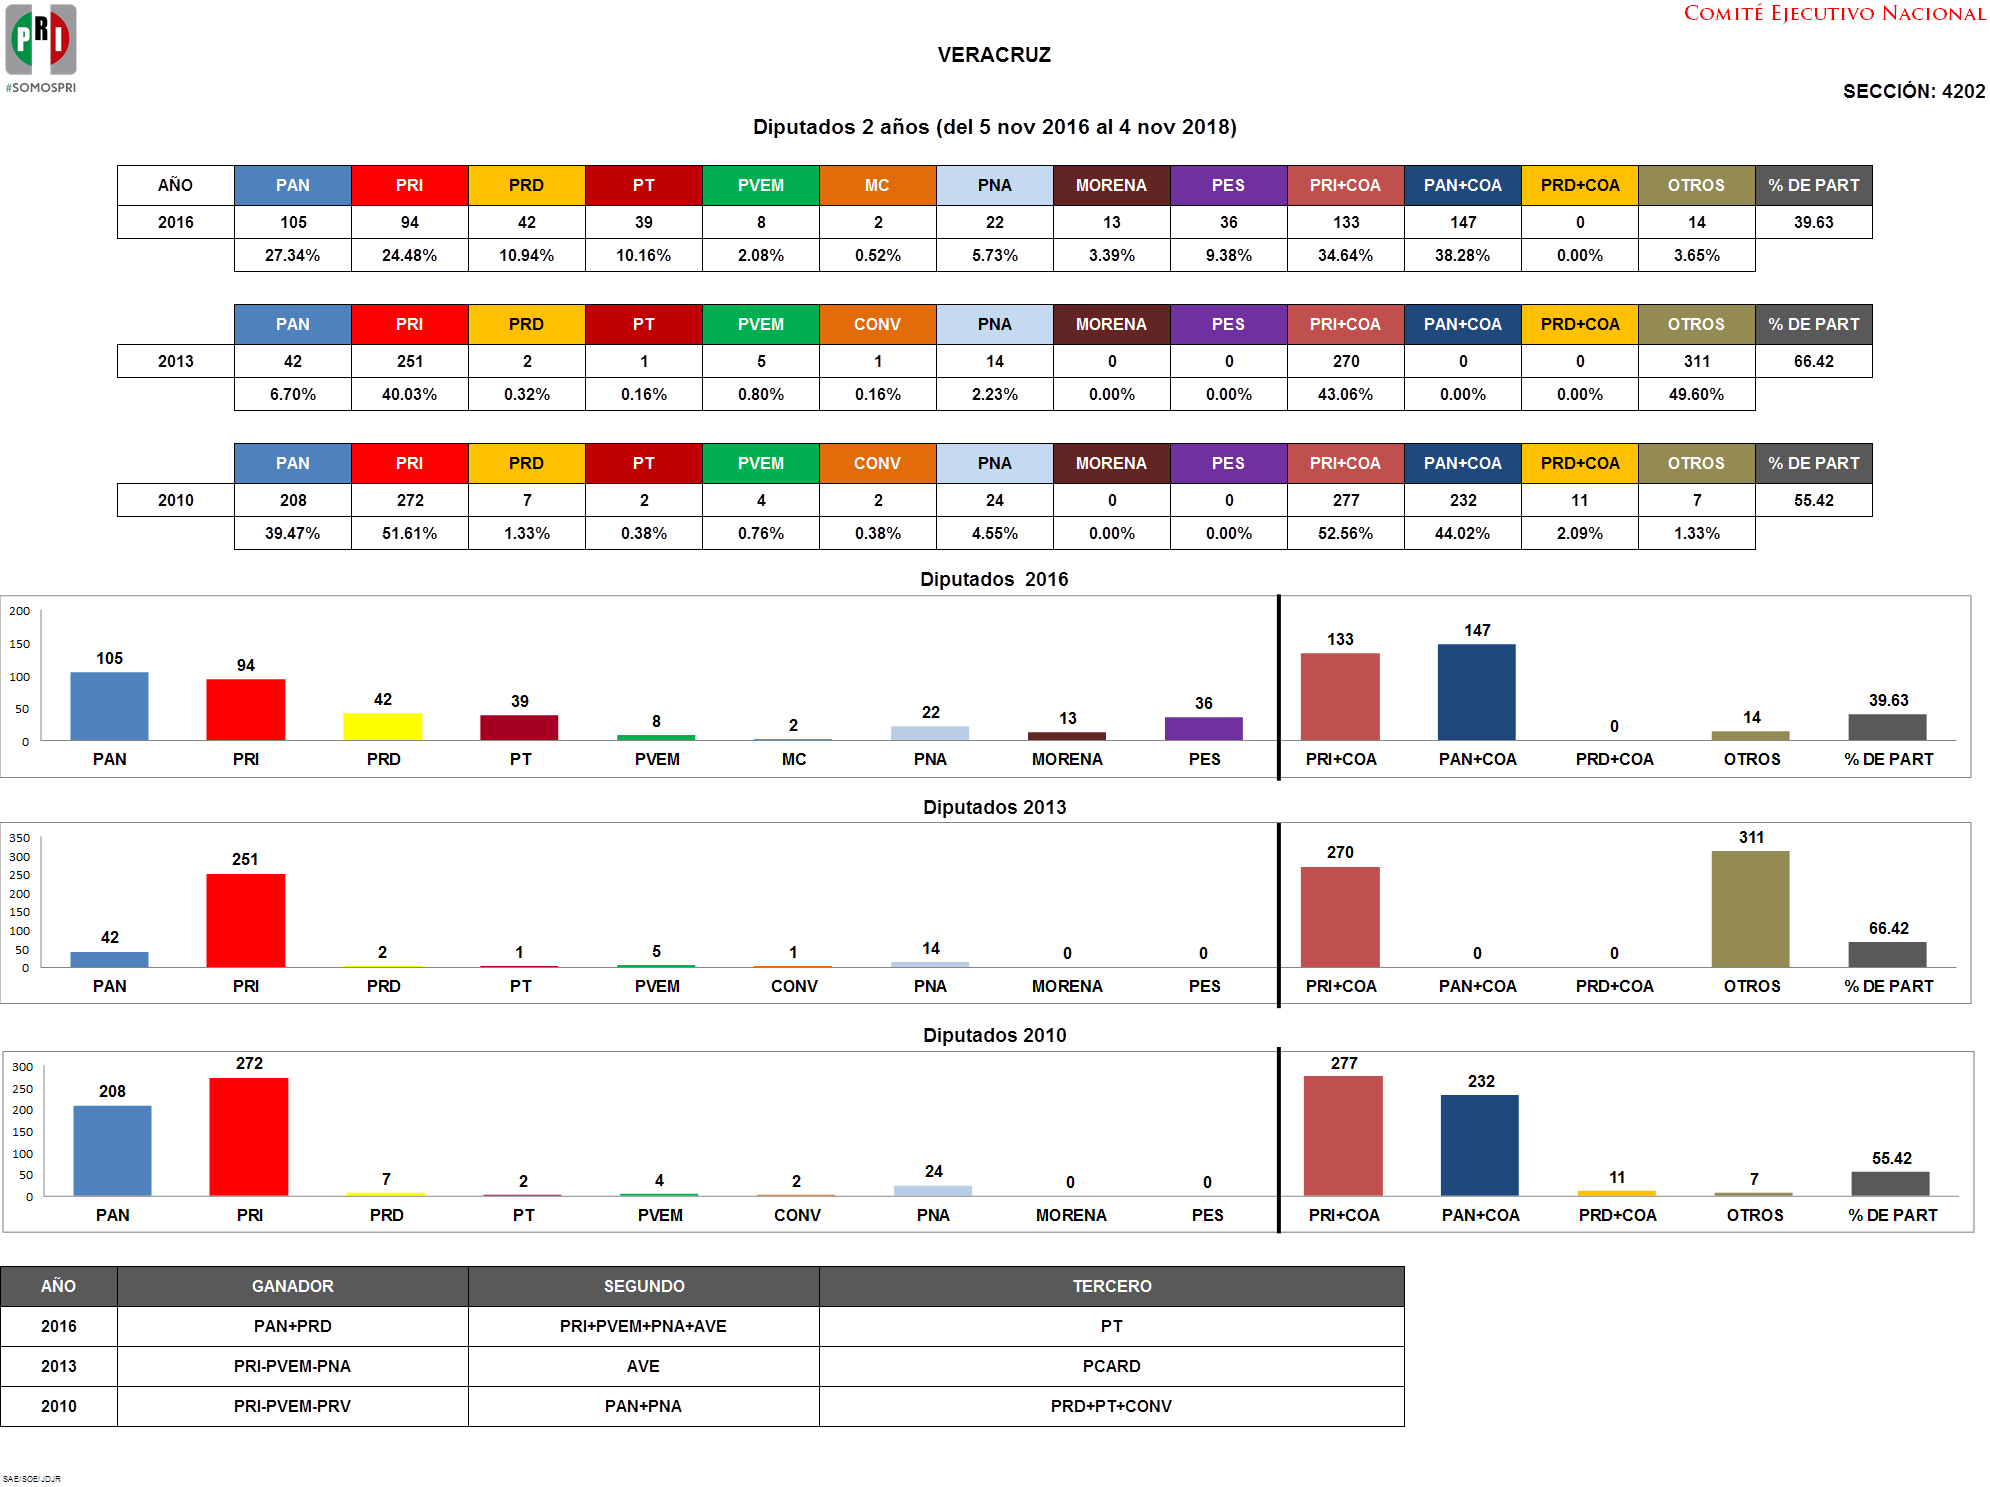 PRI
#SOMOSPRI
COMITÉ EJECUTIVO NACIONAL
VERACRUZ
SECCIÓN: 4202
Diputados 2 años (del 5 nov 2016 al 4 nov 2018)
AÑO PAN PRI PRD PT PVEM MC PNA MORENA PES PRI+COA PAN+COA PRD+COA OTROS % DE PART
2016 105 94 42 39 8 2 22 13 36 133 147 0 14 39.63
27.34% 24.48% 10.94% 10.16% 2.08% 0.52% 5.73% 3.39% 9.38% 34.64% 38.28% 0.00% 3.65%
PAN PRI PRD PT PVEM CONV PNA MORENA PES PRI+COA PAN+COA PRD+COA OTROS % DE PART
2013 42 251 2 1 5 1 14 0 0 270 0 0 311 66.42
6.70% 40.03% 0.32% 0.16% 0.80% 0.16% 2.23% 0.00% 0.00% 43.06% 0.00% 0.00% 49.60%
PAN PRI PRD PT PVEM CONV PNA MORENA PES PRI+COA PAN+COA PRD+COA OTROS % DE PART
2010 208 272 7 2 4 2 24 0 0 277 232 11 7 55.42
39.47% 51.61% 1.33% 0.38% 0.76% 0.38% 4.55% 0.00% 0.00% 52.56% 44.02% 2.09% 1.33%
Diputados 2016
200
150
100
50
0
105 94 42 39 8 2 22 13 36 133 147 0 14 39.63
PAN PRI PRD PT PVEM MC PNA MORENA PES PRI+COA PAN+COA PRD+COA OTROS % DE PART
Diputados 2013
350
300
250
200
150
100
50
0
42 251 2 1 5 1 14 0 0 270 0 0 311 66.42
PAN PRI PRD PT PVEM CONV PNA MORENA PES PRI+COA PAN+COA PRD+COA OTROS % DE PART
Diputados 2010
300
250
200
150
100
50
0
208 272 7 2 4 2 24 0 0 277 232 11 7 55.42
PAN PRI PRD PT PVEM CONV PNA MORENA PES PRI+COA PAN+COA PRD+COA OTROS % DE PART
AÑO GANADOR SEGUNDO TERCERO
2016 PAN+PRD PRI+PVEM+PNA+AVE PT
2013 PRI-PVEM-PNA AVE PCARD
2010 PRI-PVEM-PRV PAN+PNA PRD+PT+CONV
SAE/SOE/JDJR